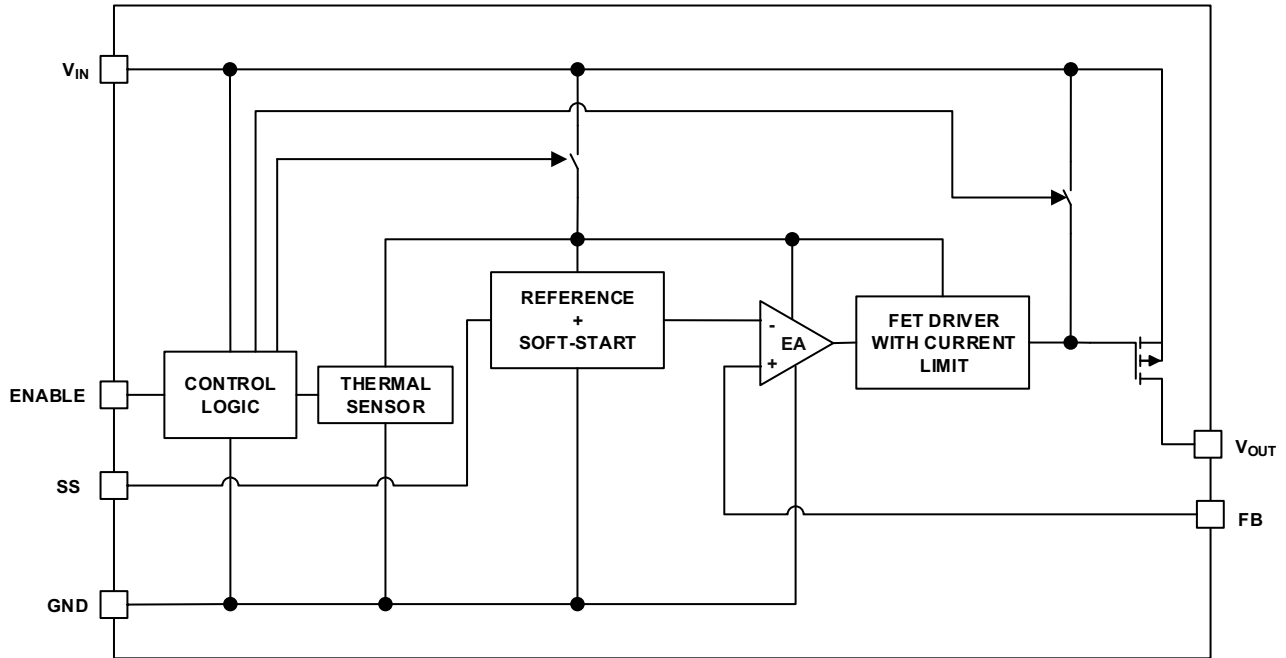 VIN
REFERENCE
+
SOFT-START
-
EA
+
FET DRIVER
WITH CURRENT
LIMIT
ENABLE
CONTROL
LOGIC
THERMAL
SENSOR
VOUT
SS
FB
GND